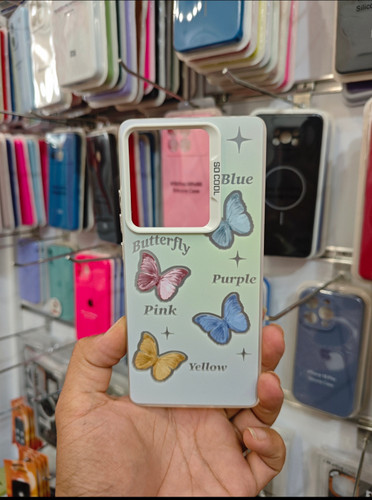 SO COOL
Blue
Butterfly
Purple
Pink
Yellow